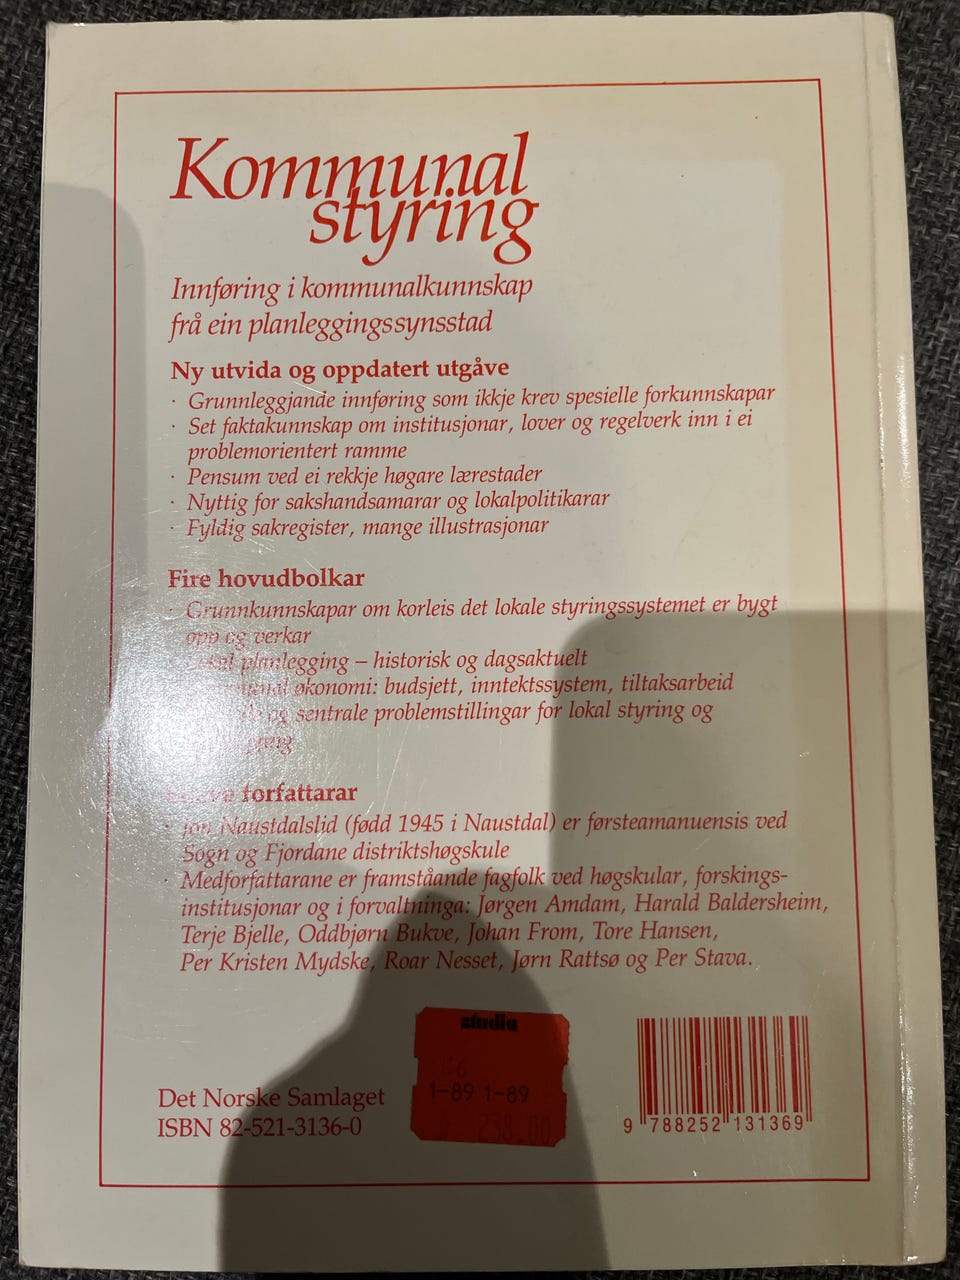 Kommunal
styring
Innføring i kommunalkunnskap
frå ein planleggingssynsstad
Ny utvida og oppdatert utgåve
· Grunnleggjande innføring som ikkje krev spesielle forkunnskapar
· Set faktakunnskap om institusjonar, lover og regelverk inn i ei
problemorientert ramme
· Pensum ved ei rekkje høgare lærestader
· Nyttig for sakshandsamarar og lokalpolitikarar
· Fyldig sakregister, mange illustrasjonar
Fire hovudbolkar
· Grunnkunnskapar om korleis det lokale styringssystemet er bygt
opp og verkar
· Lokal planlegging – historisk og dagsaktuelt
økonomi: budsjett, inntektssystem, tiltaksarbeid
og sentrale problemstillingar for lokal styring og
forfattarar
· Jon Naustdalslid (fødd 1945 i Naustdal) er førsteamanuensis ved
Sogn og Fjordane distriktshøgskule
· Medforfattarane er framståande fagfolk ved høgskular, forskings-
institusjonar og i forvaltninga: Jørgen Amdam, Harald Baldersheim,
Terje Bjelle, Oddbjørn Bukve, Johan From, Tore Hansen,
Per Kristen Mydske, Roar Nesset, Jørn Rattsø og Per Stava.
studia
1-89 1-89
238.00
Det Norske Samlaget
ISBN 82-521-3136-0
9 788252 131369